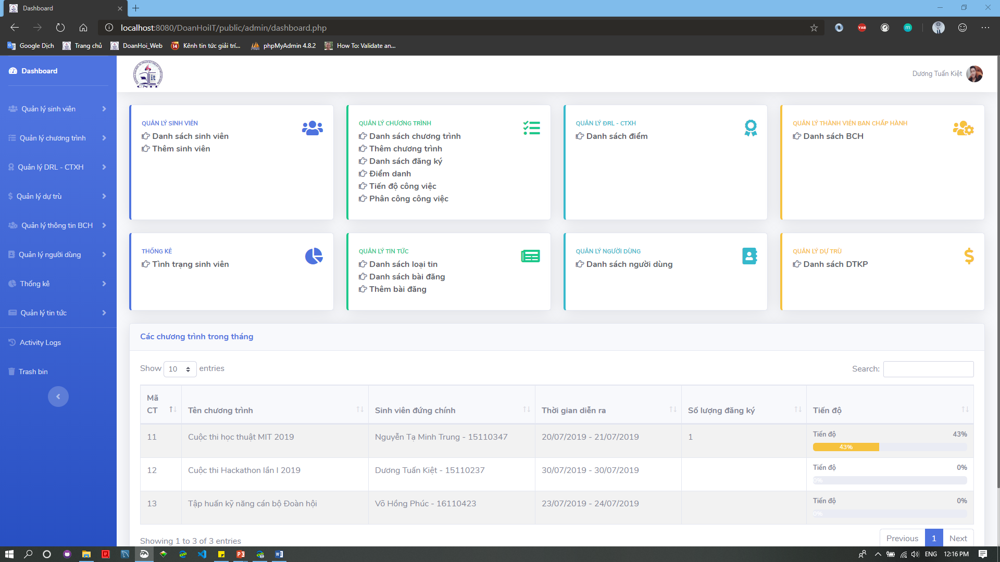 Dashboard
localhost:8080/DoanHoiIT/public/admin/dashboard.php
Google Dịch
Trang chủ
DoanHoi_Web
Kênh tin tức giải trí...
phpMyAdmin 4.8.2
How To: Validate an...
Dashboard
Quản lý sinh viên
Quản lý chương trình
Quản lý DRL - CTXH
Quản lý dự trù
Quản lý thông tin BCH
Quản lý người dùng
Thống kê
Quản lý tin tức
Activity Logs
Trash bin
Dương Tuấn Kiệt
QUẢN LÝ SINH VIÊN
Danh sách sinh viên
Thêm sinh viên
QUẢN LÝ CHƯƠNG TRÌNH
Danh sách chương trình
Thêm chương trình
Danh sách đăng ký
Điểm danh
Tiến độ công việc
Phân công công việc
QUẢN LÝ ĐRL - CTXH
Danh sách điểm
QUẢN LÝ THÀNH VIÊN BAN CHẤP HÀNH
Danh sách BCH
THỐNG KÊ
Tình trạng sinh viên
QUẢN LÝ TIN TỨC
Danh sách loại tin
Danh sách bài đăng
Thêm bài đăng
QUẢN LÝ NGƯỜI DÙNG
Danh sách người dùng
QUẢN LÝ DỰ TRÙ
Danh sách DTKP
Các chương trình trong tháng
Show 10 entries
Search:
Mã CT Tên chương trình Sinh viên đứng chính Thời gian diễn ra Số lượng đăng ký Tiến độ
11 Cuộc thi học thuật MIT 2019 Nguyễn Tạ Minh Trung - 15110347 20/07/2019 - 21/07/2019 1 Tiến độ 43%
43%
12 Cuộc thi Hackathon lần I 2019 Dương Tuấn Kiệt - 15110237 30/07/2019 - 30/07/2019 Tiến độ 0%
0%
13 Tập huấn kỹ năng cán bộ Đoàn hội Võ Hồng Phúc - 16110423 23/07/2019 - 24/07/2019 Tiến độ 0%
0%
Showing 1 to 3 of 3 entries
Previous 1 Next
ENG 12:16 PM